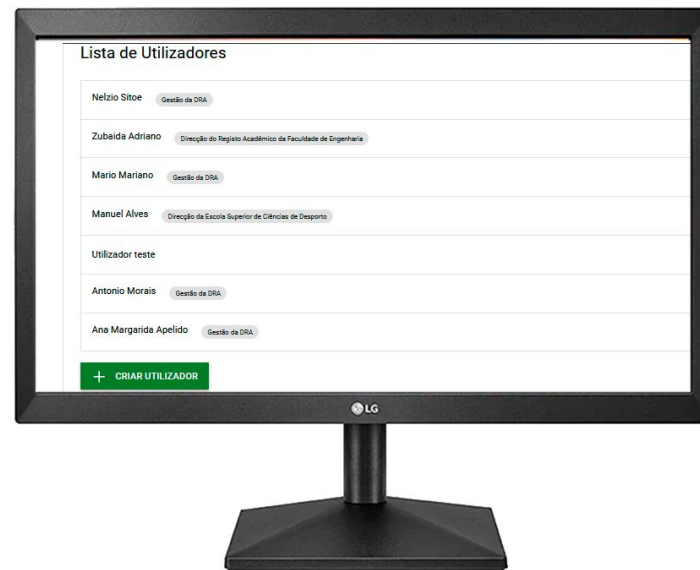 Lista de Utilizadores
Nelzio Sitoe Gestão da DRA
Zubaida Adriano Direcção do Registo Académico da Faculdade de Engenharia
Mario Mariano Gestão da DRA
Manuel Alves Direcção da Escola Superior de Ciências de Desporto
Utilizador teste
Antonio Morais Gestão da DRA
Ana Margarida Apelido Gestão da DRA
+ CRIAR UTILIZADOR
LG